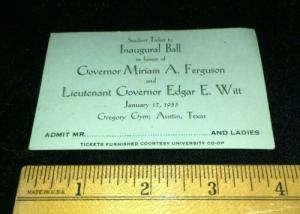 Student Ticket to
Inaugural Ball
in honor of
Governor Miriam A. Ferguson
and
Lieutenant Governor Edgar E. Witt
January 17, 1933
Gregory Gym; Austin, Texas
ADMIT MR. AND LADIES
TICKETS FURNISHED COURTESY UNIVERSITY CO-OP
1 2 3 4
MADE IN U.S.A.